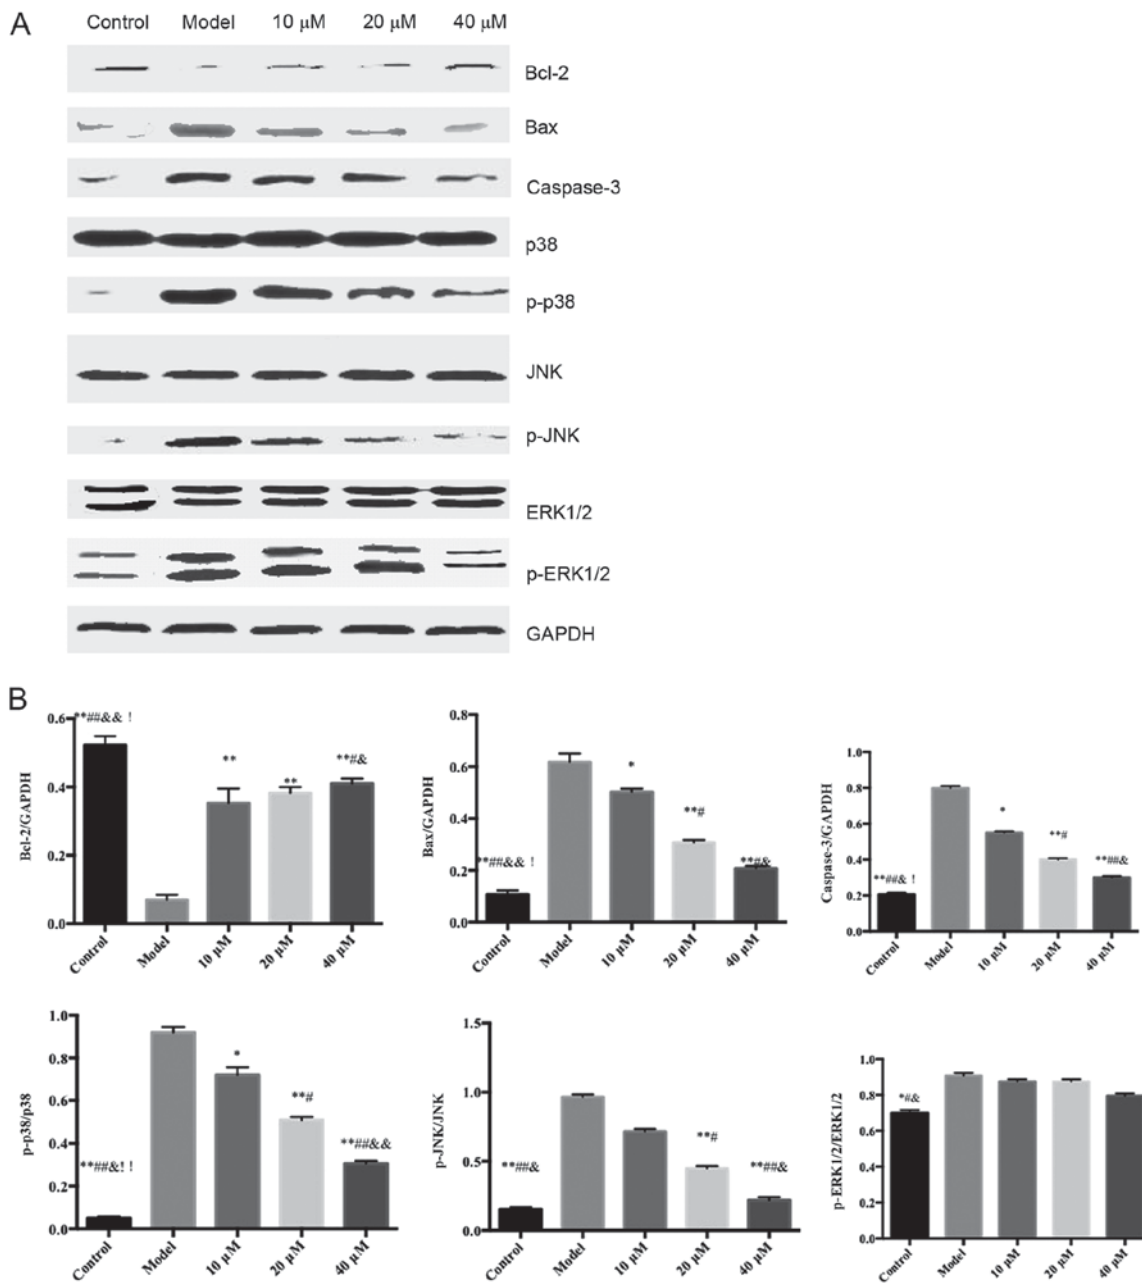 A
Control Model 10 μM 20 μM 40 μM
Bcl-2
Bax
Caspase-3
p38
p-p38
JNK
p-JNK
ERK1/2
p-ERK1/2
GAPDH
B
Bcl-2/GAPDH
0.6
0.4
0.2
0.0
**##&& !
**
**
**#&
Control Model 10 μM 20 μM 40 μM
Bax/GAPDH
0.8
0.6
0.4
0.2
0.0
**##&& !
*
**#
**#&
Control Model 10 μM 20 μM 40 μM
Caspase-3/GAPDH
1.0
0.8
0.6
0.4
0.2
0.0
**##& !
*
**#
**##&
Control Model 10 μM 20 μM 40 μM
p-p38/p38
1.0
0.8
0.6
0.4
0.2
0.0
**##&! !
*
**#
**##&&
Control Model 10 μM 20 μM 40 μM
p-JNK/JNK
1.5
1.0
0.5
0.0
**##&
**#
**##&
Control Model 10 μM 20 μM 40 μM
p-ERK1/2/ERK1/2
1.0
0.8
0.6
0.4
0.2
0.0
*#&
Control Model 10 μM 20 μM 40 μM